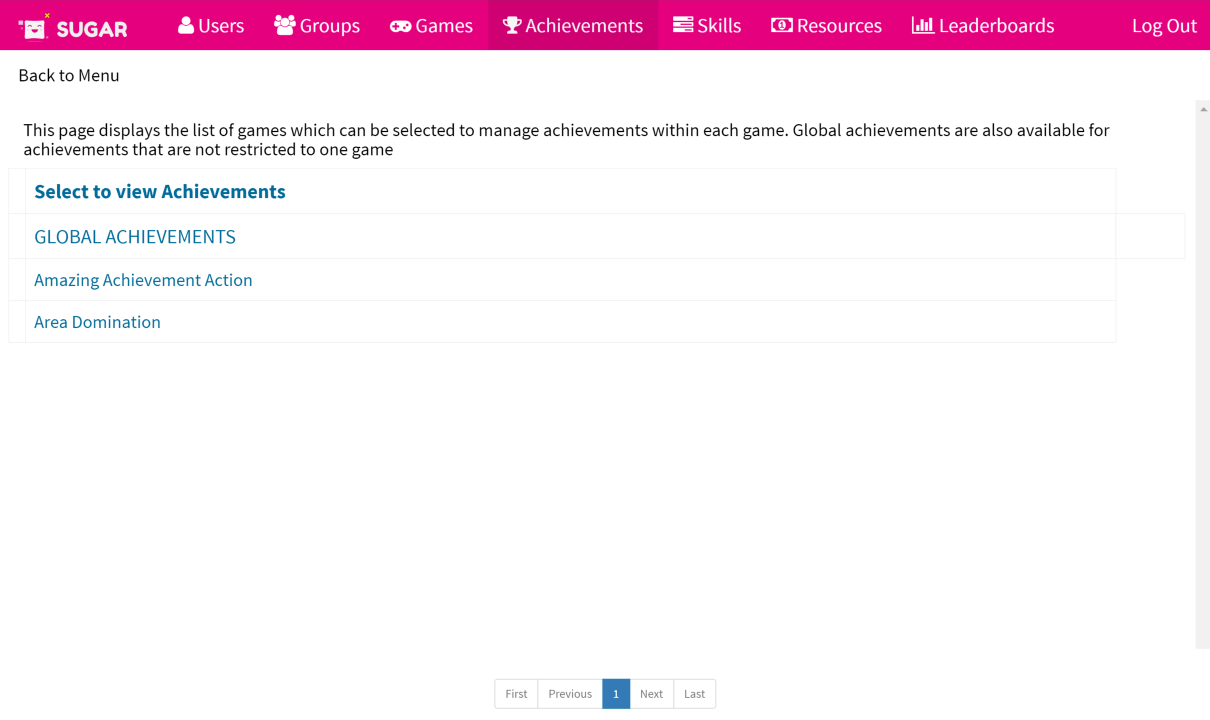 SUGAR Users Groups Games Achievements Skills Resources Leaderboards Log Out
Back to Menu
This page displays the list of games which can be selected to manage achievements within each game. Global achievements are also available for
achievements that are not restricted to one game
Select to view Achievements
GLOBAL ACHIEVEMENTS
Amazing Achievement Action
Area Domination
First Previous 1 Next Last